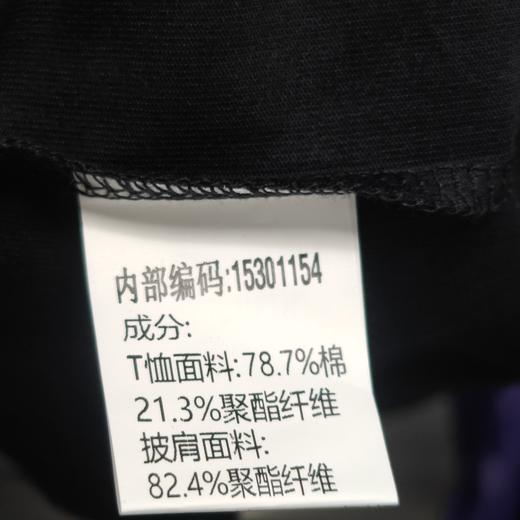 内部编码:15301154
成分:
T恤面料:78.7%棉
21.3%聚酯纤维
披肩面料:
82.4%聚酯纤维